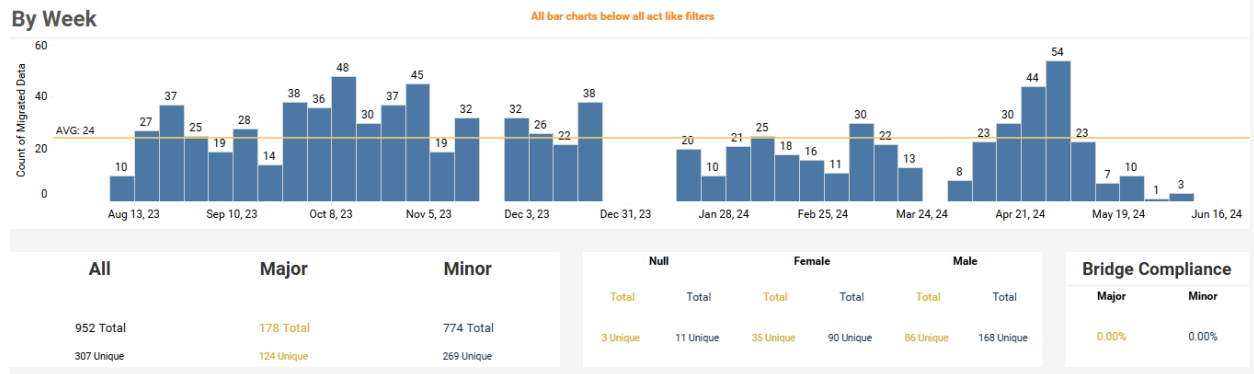 By Week
All bar charts below all act like filters
Count of Migrated Data
60
40
20
0
AVG: 24
10 27 37 25 19 28 14 38 36 48 30 37 45 19 32 32 26 22 38 20 10 21 25 18 16 11 30 22 13 8 23 30 44 54 23 7 10 1 3
Aug 13, 23 Sep 10, 23 Oct 8, 23 Nov 5, 23 Dec 3, 23 Dec 31, 23 Jan 28, 24 Feb 25, 24 Mar 24, 24 Apr 21, 24 May 19, 24 Jun 16, 24
All Major Minor
952 Total 178 Total 774 Total
307 Unique 124 Unique 269 Unique
Null Female Male
Total Total Total Total Total Total
3 Unique 11 Unique 35 Unique 90 Unique 86 Unique 168 Unique
Bridge Compliance
Major Minor
0.00% 0.00%